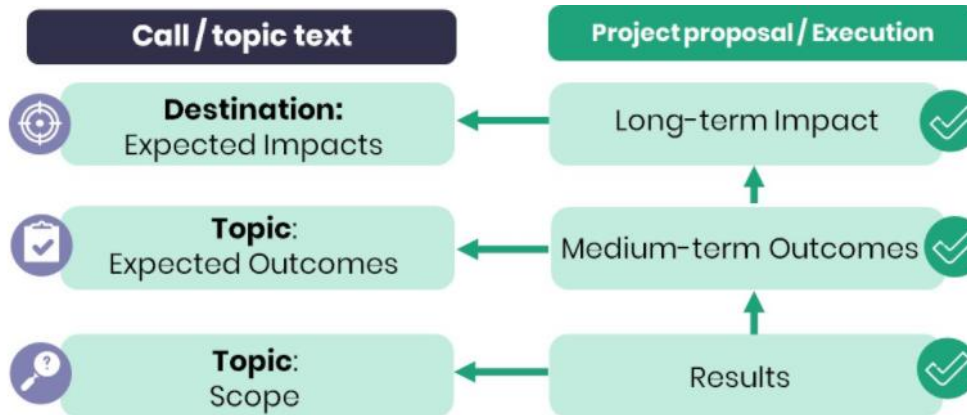 Call / topic text
Project proposal / Execution
Destination:
Expected Impacts
Long-term Impact
Topic:
Expected Outcomes
Medium-term Outcomes
Topic:
Scope
Results
?